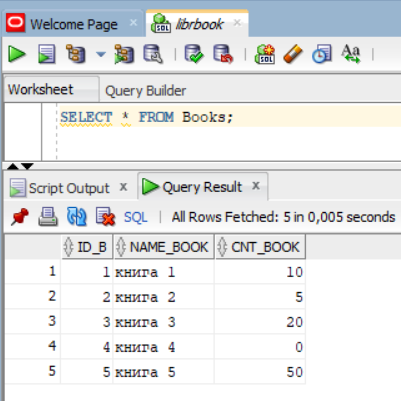 Welcome Page × librbook ×
Worksheet Query Builder
SELECT * FROM Books;
Script Output × Query Result ×
SQL | All Rows Fetched: 5 in 0,005 seconds
ID_B NAME_BOOK CNT_BOOK
1 1 книга 1 10
2 2 книга 2 5
3 3 книга 3 20
4 4 книга 4 0
5 5 книга 5 50